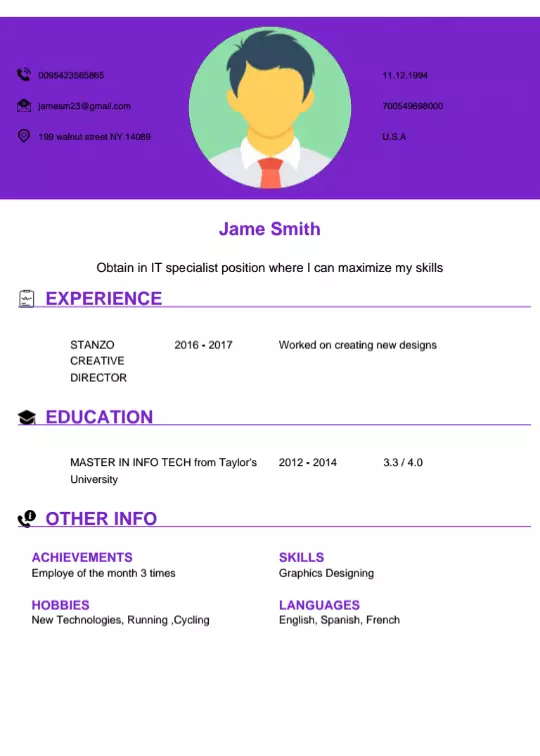 0095423565865
11.12.1994
jamesm23@gmail.com
700549698000
199 walnut street NY 14089
U.S.A
Jame Smith
Obtain in IT specialist position where I can maximize my skills
EXPERIENCE
STANZO 2016 - 2017 Worked on creating new designs
CREATIVE
DIRECTOR
EDUCATION
MASTER IN INFO TECH from Taylor's 2012 - 2014 3.3 / 4.0
University
OTHER INFO
ACHIEVEMENTS
Employe of the month 3 times
SKILLS
Graphics Designing
HOBBIES
New Technologies, Running ,Cycling
LANGUAGES
English, Spanish, French